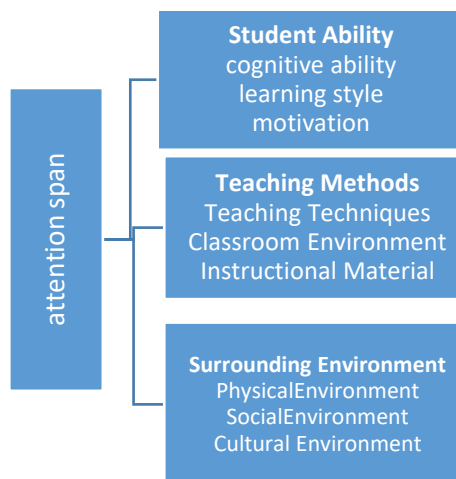 attention span
Student Ability
cognitive ability
learning style
motivation
Teaching Methods
Teaching Techniques
Classroom Environment
Instructional Material
Surrounding Environment
PhysicalEnvironment
SocialEnvironment
Cultural Environment